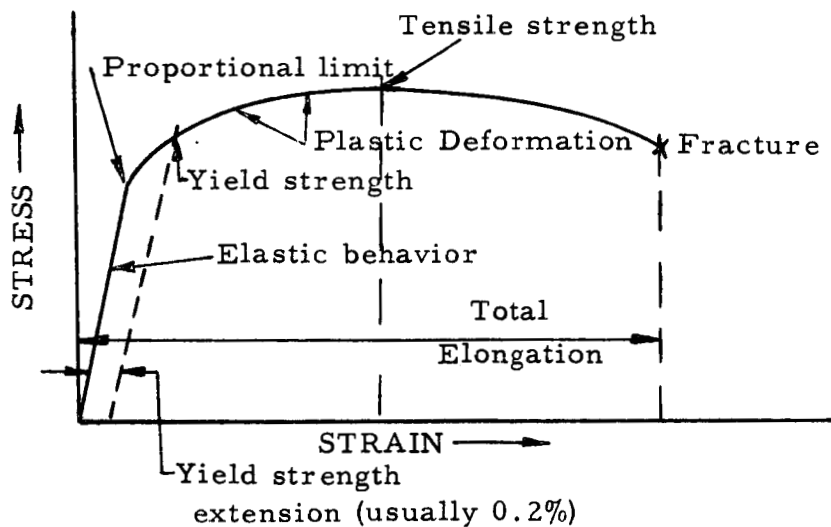 Tensile strength
Proportional limit
Plastic Deformation
Fracture
Yield strength
STRESS
Elastic behavior
Total
Elongation
STRAIN
Yield strength
extension (usually 0.2%)